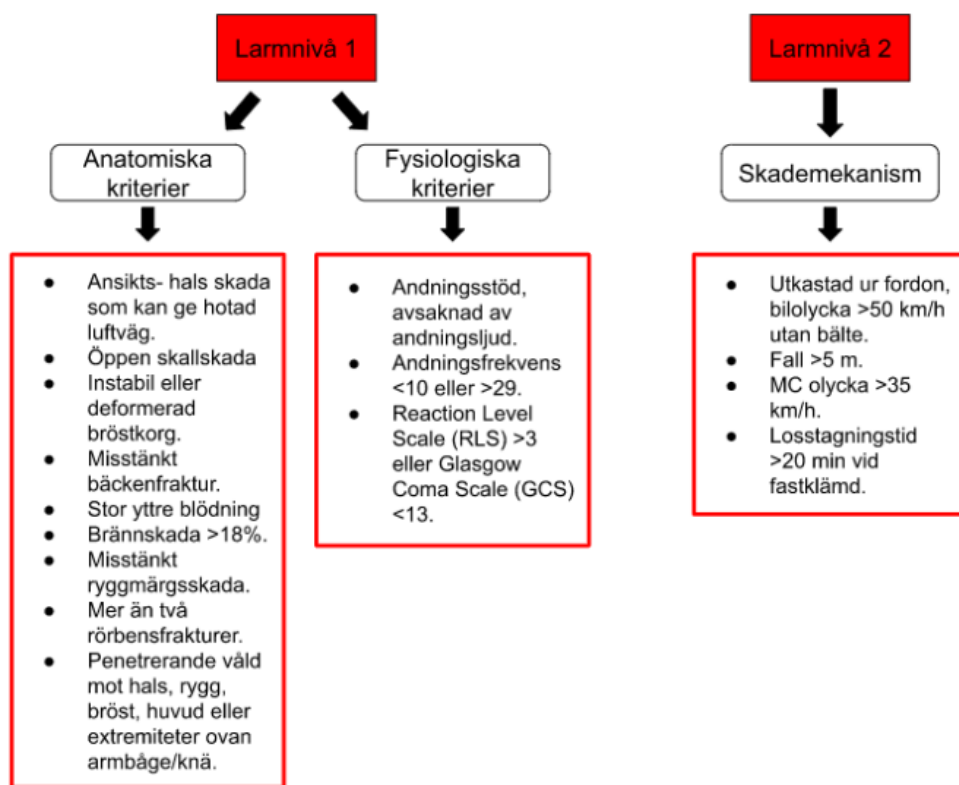 Larmnivå 1
Anatomiska
kriterier
● Ansikts- hals skada
som kan ge hotad
luftväg.
● Öppen skallskada
● Instabil eller
deformerad
bröstkorg.
● Misstänkt
bäckenfraktur.
● Stor yttre blödning
● Brännskada >18%.
● Misstänkt
ryggmärgsskada.
● Mer än två
rörbensfrakturer.
● Penetrerande våld
mot hals, rygg,
bröst, huvud eller
extremiteter ovan
armbåge/knä.
Fysiologiska
kriterier
● Andningsstöd,
avsaknad av
andningsljud.
● Andningsfrekvens
<10 eller >29.
● Reaction Level
Scale (RLS) >3
eller Glasgow
Coma Scale (GCS)
<13.
Larmnivå 2
Skademekanism
● Utkastad ur fordon,
bilolycka >50 km/h
utan bälte.
● Fall >5 m.
● MC olycka >35
km/h.
● Losstagningstid
>20 min vid
fastklämd.